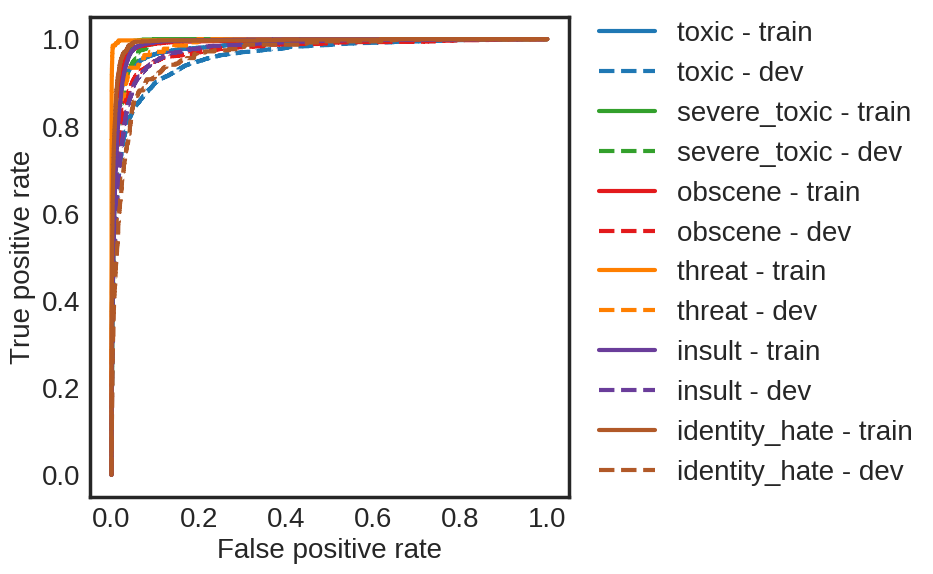 True positive rate
1.0
0.8
0.6
0.4
0.2
0.0
0.0 0.2 0.4 0.6 0.8 1.0
False positive rate
toxic - train
toxic - dev
severe_toxic - train
severe_toxic - dev
obscene - train
obscene - dev
threat - train
threat - dev
insult - train
insult - dev
identity_hate - train
identity_hate - dev